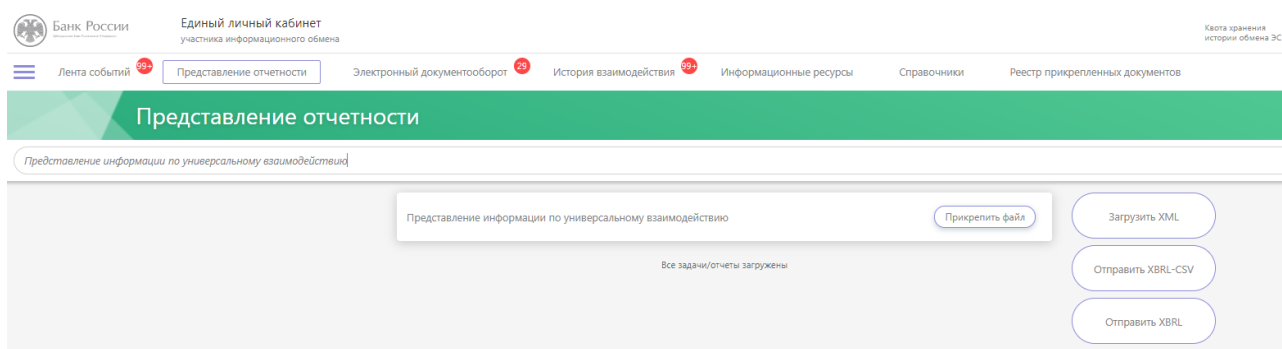 Банк России
Единый личный кабинет
участника информационного обмена
Квота хранения
истории обмена ЭС
Лента событий 99+ Представление отчетности Электронный документооборот 29 История взаимодействия 99+ Информационные ресурсы Справочники Реестр прикрепленных документов
Представление отчетности
Представление информации по универсальному взаимодействию
Представление информации по универсальному взаимодействию Прикрепить файл
Загрузить XML
Все задачи/отчеты загружены
Отправить XBRL-CSV
Отправить XBRL